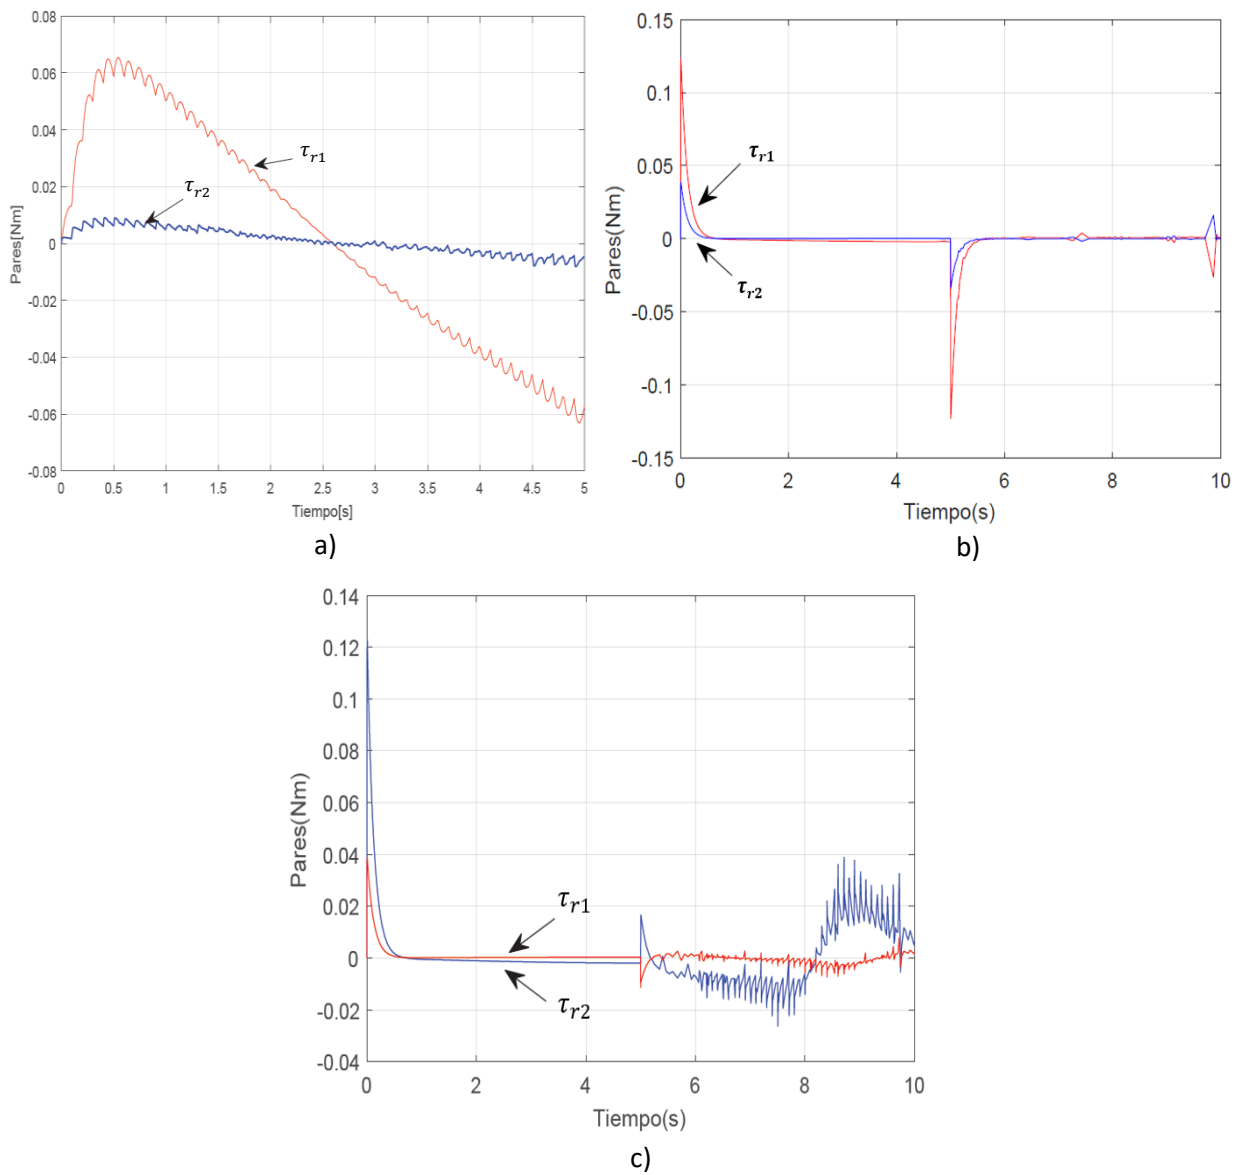 0.08
0.06
0.04
0.02
0
-0.02
-0.04
-0.06
-0.08
Pares[Nm]
τr1
τr2
0 0.5 1 1.5 2 2.5 3 3.5 4 4.5 5
Tiempo[s]
a)
0.15
0.1
0.05
0
-0.05
-0.1
-0.15
Pares(Nm)
τr1
τr2
0 2 4 6 8 10
Tiempo(s)
b)
0.14
0.12
0.1
0.08
0.06
0.04
0.02
0
-0.02
-0.04
Pares(Nm)
τr1
τr2
0 2 4 6 8 10
Tiempo(s)
c)